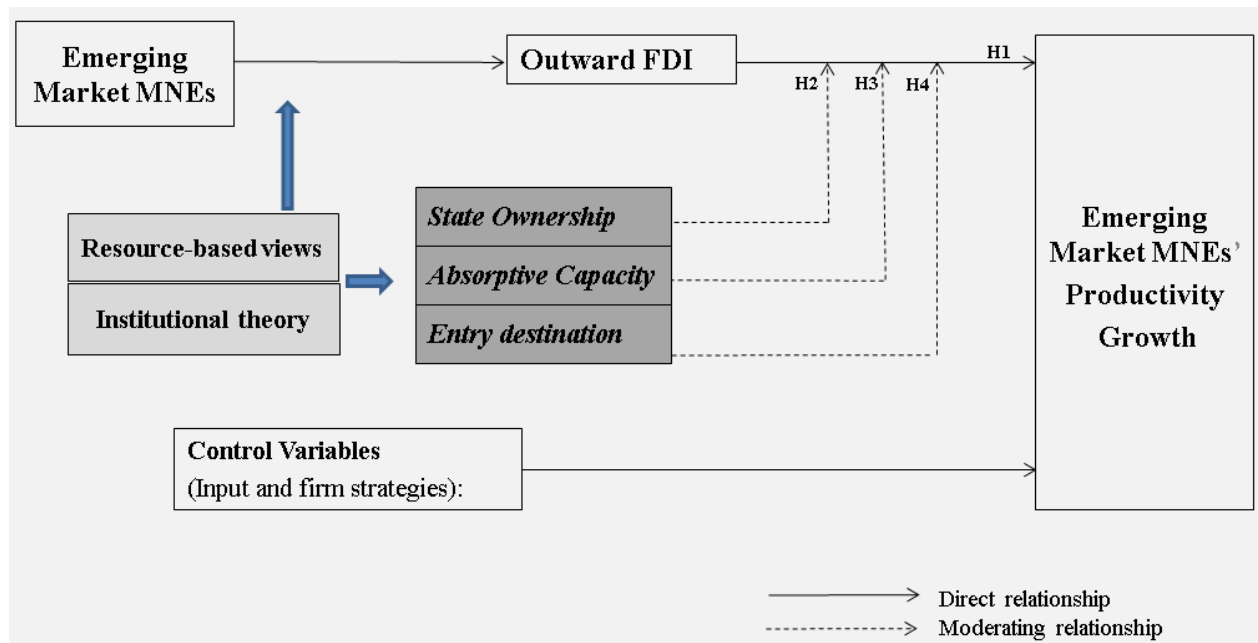 Emerging
Market MNEs
Outward FDI
H1
H2
H3
H4
Resource-based views
Institutional theory
State Ownership
Absorptive Capacity
Entry destination
Emerging
Market MNEs’
Productivity
Growth
Control Variables
(Input and firm strategies):
Direct relationship
Moderating relationship